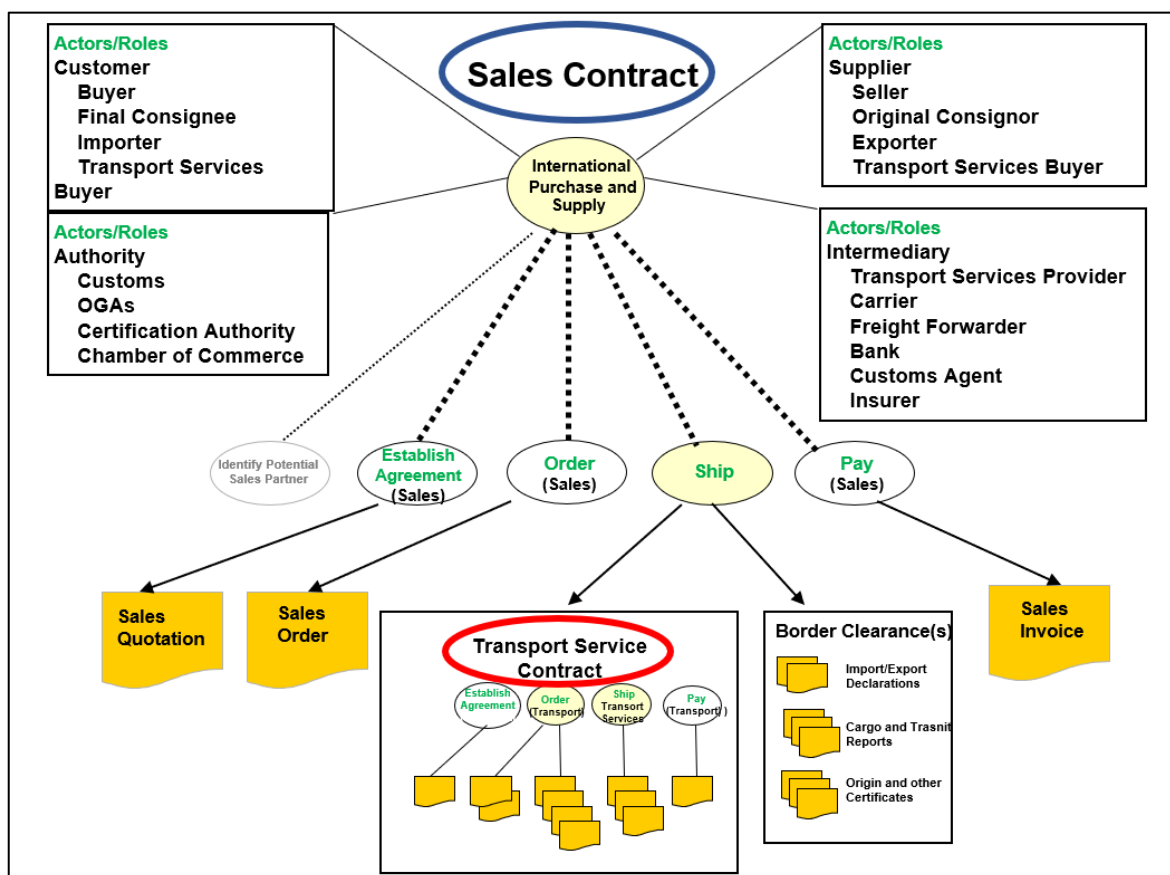 Actors/Roles
Customer
Buyer
Final Consignee
Importer
Transport Services
Buyer
Sales Contract
Actors/Roles
Supplier
Seller
Original Consignor
Exporter
Transport Services Buyer
International
Purchase and
Supply
Actors/Roles
Authority
Customs
OGAs
Certification Authority
Chamber of Commerce
Actors/Roles
Intermediary
Transport Services Provider
Carrier
Freight Forwarder
Bank
Customs Agent
Insurer
Identify Potential
Sales Partner
Establish
Agreement
(Sales)
Order
(Sales)
Ship
Pay
(Sales)
Sales
Quotation
Sales
Order
Transport Service
Contract
Establish
Agreement
Order
(Transport)
Ship
Transort
Services
Pay
(Transport) )
Border Clearance(s)
Import/Export
Declarations
Cargo and Trasnit
Reports
Origin and other
Certificates
Sales
Invoice